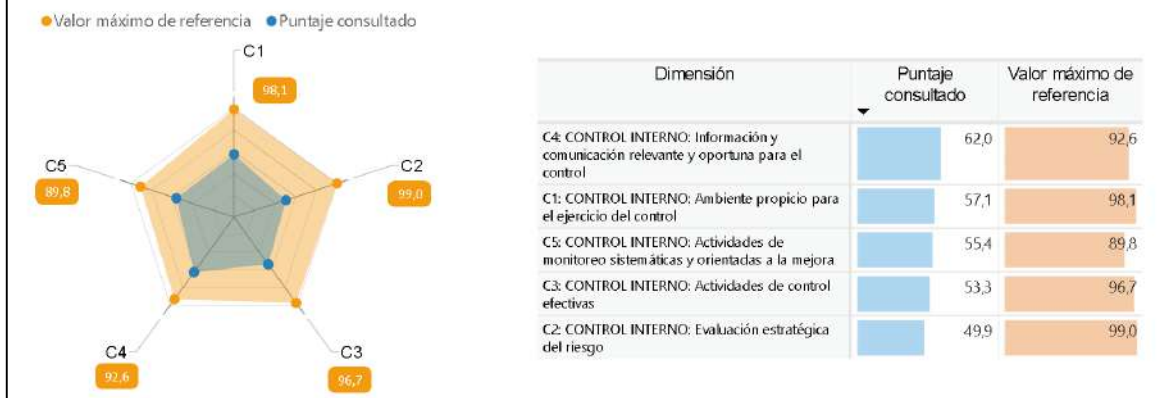 Valor máximo de referencia Puntaje consultado
C1
98,1
C5
89,8
C2
99,0
C4
92,6
C3
96,7
Dimensión Puntaje Valor máximo de
consultado referencia
C4: CONTROL INTERNO: Información y
comunicación relevante y oportuna para el
control
62,0 92,6
C1: CONTROL INTERNO: Ambiente propicio para
el ejercicio del control
57,1 98,1
C5: CONTROL INTERNO: Actividades de
monitoreo sistemáticas y orientadas a la mejora
55,4 89,8
C3: CONTROL INTERNO: Actividades de control
efectivas
53,3 96,7
C2: CONTROL INTERNO: Evaluación estratégica
del riesgo
49,9 99,0